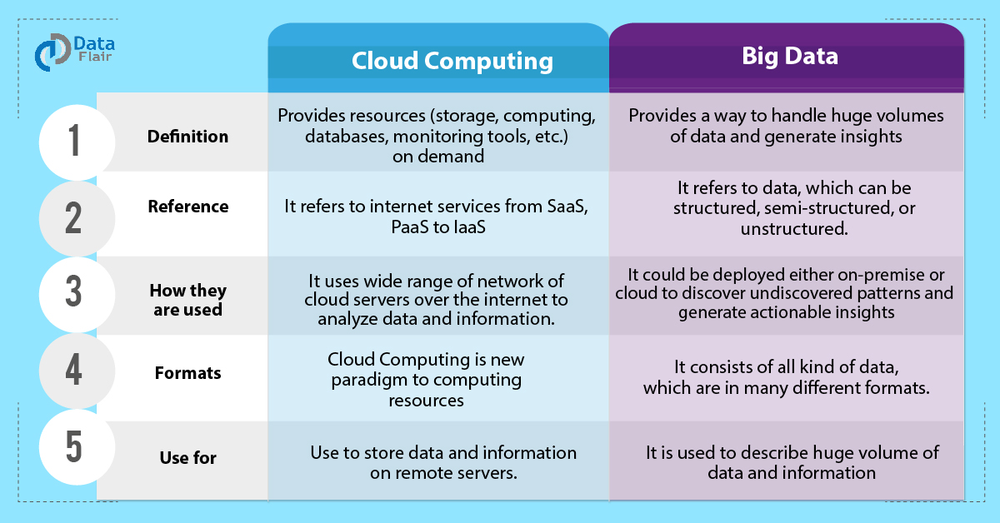 Data
Flair
Cloud Computing
Big Data
1
Definition
Provides resources (storage, computing,
databases, monitoring tools, etc.)
on demand
Provides a way to handle huge volumes
of data and generate insights
2
Reference
It refers to internet services from SaaS,
PaaS to IaaS
It refers to data, which can be
structured, semi-structured, or
unstructured.
3
How they
are used
It uses wide range of network of
cloud servers over the internet to
analyze data and information.
It could be deployed either on-premise or
cloud to discover undiscovered patterns and
generate actionable insights
4
Formats
Cloud Computing is new
paradigm to computing
resources
It consists of all kind of data,
which are in many different formats.
5
Use for
Use to store data and information
on remote servers.
It is used to describe huge volume of
data and information